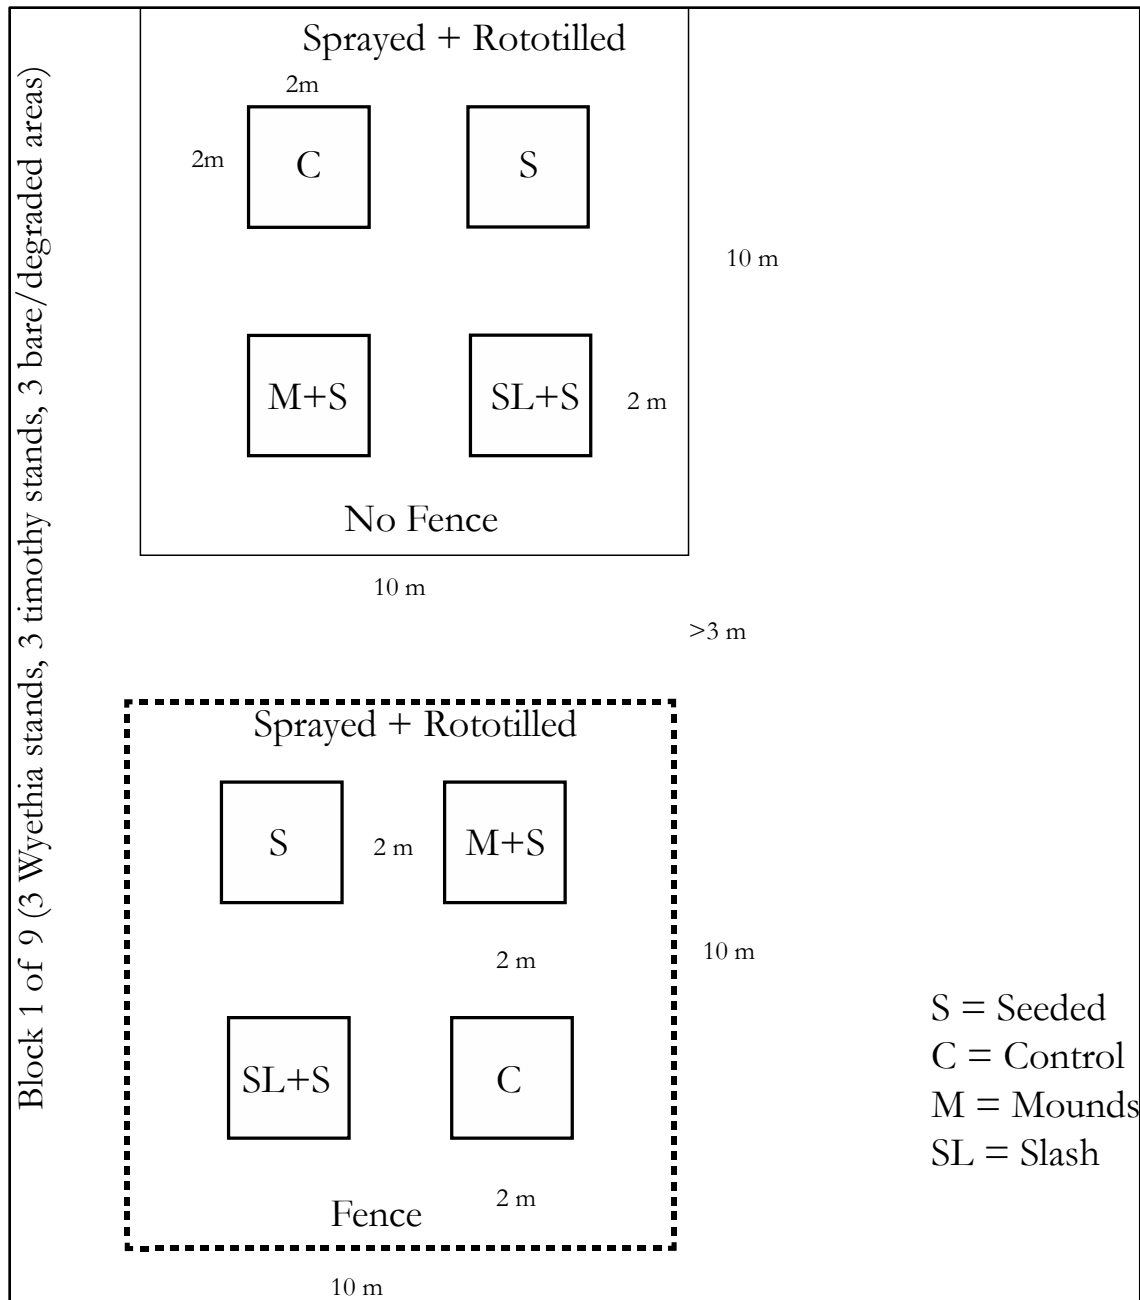 Block 1 of 9 (3 Wyethia stands, 3 timothy stands, 3 bare/degraded areas)
Sprayed + Rototilled
2m
2m
C
S
10 m
M+S
SL+S
2 m
No Fence
10 m
>3 m
Sprayed + Rototilled
S
2 m
M+S
2 m
10 m
SL+S
C
2 m
Fence
10 m
S = Seeded
C = Control
M = Mounds
SL = Slash